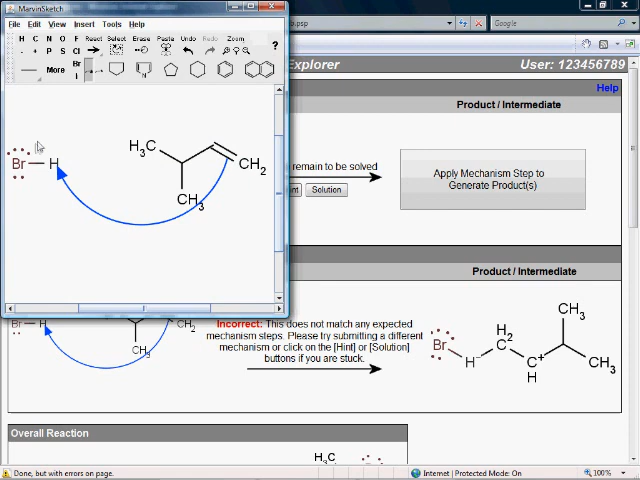 MarvinSketch
File Edit View Insert Tools Help
H C N O F Select Erase Paste Undo Zoom
React
- + P S Cl
?
More Br
I
Br H
H3C
CH2
CH3
.psp
Google
Explorer User: 123456789
Help
Product / Intermediate
remain to be solved
Solution
Apply Mechanism Step to
Generate Product(s)
Product / Intermediate
Br H
CH2
CH3
Incorrect: This does not match any expected
mechanism steps. Please try submitting a different
mechanism or click on the [Hint] or [Solution]
buttons if you are stuck.
Br
H-
H2
C
C+
H
CH3
CH3
Overall Reaction
H3C
Done, but with errors on page.
Internet | Protected Mode: On
100%